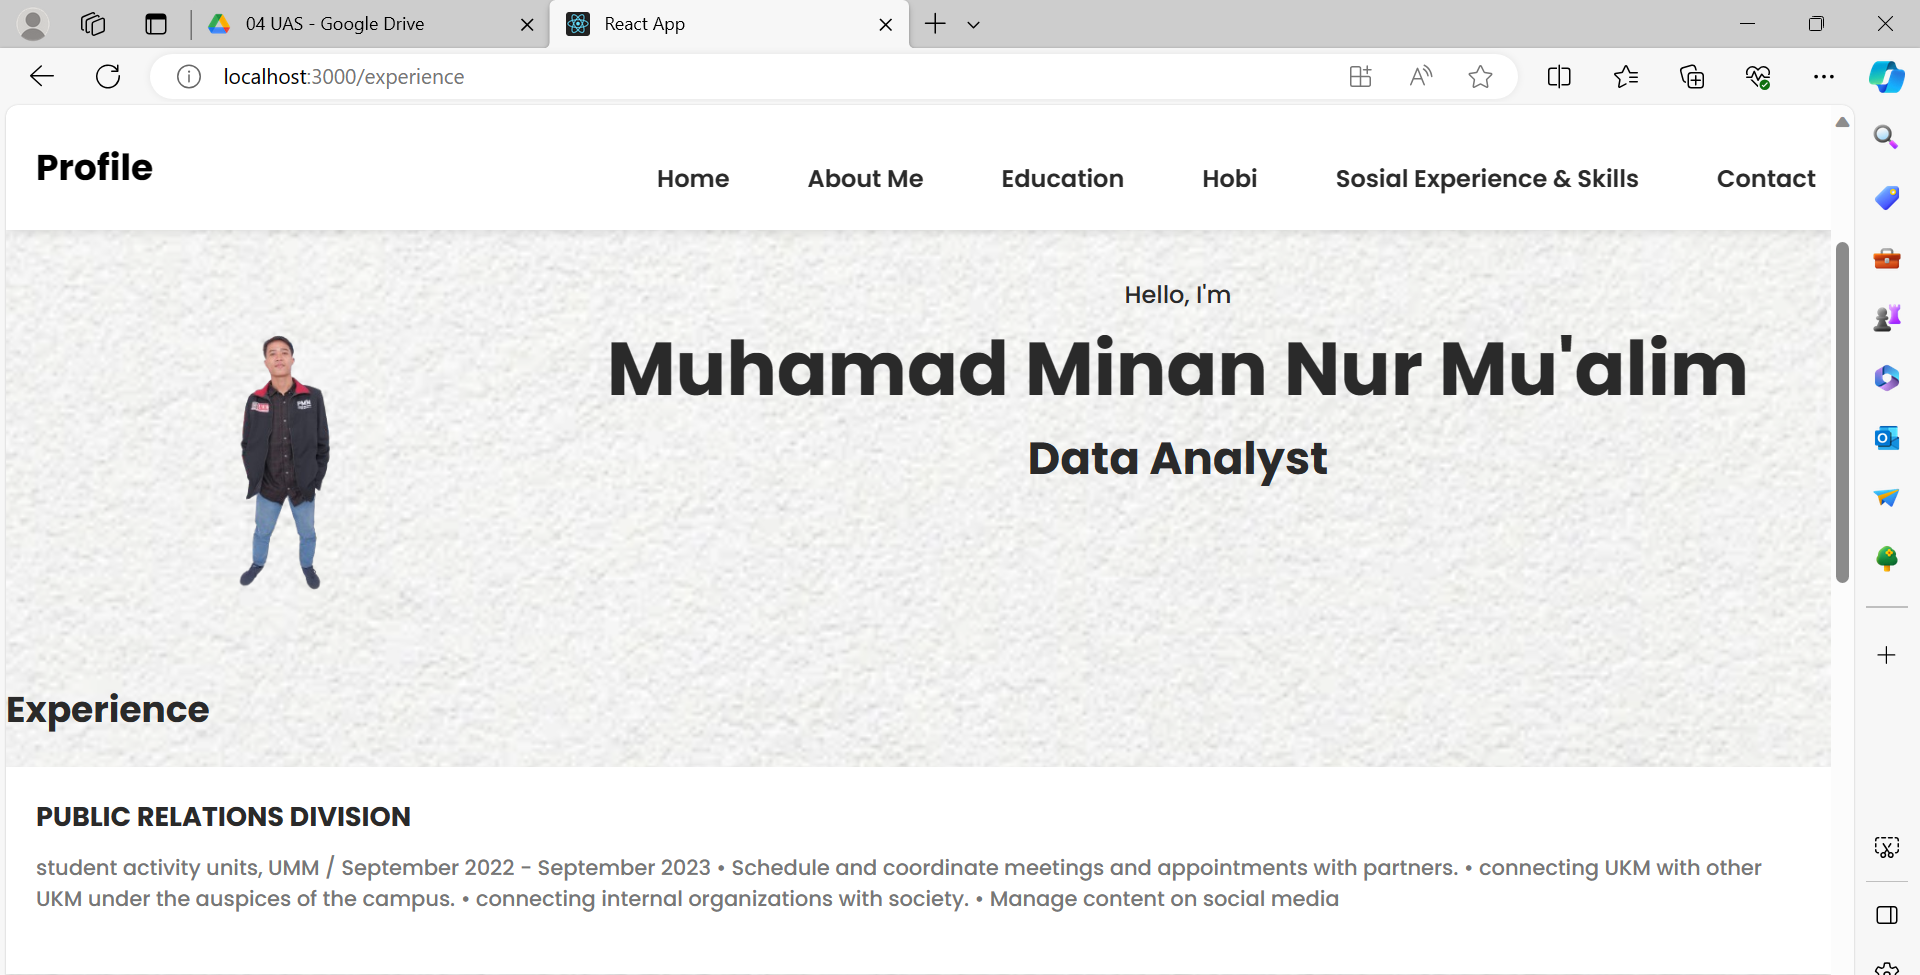 04 UAS - Google Drive
React App
localhost:3000/experience
Profile
Home About Me Education Hobi Sosial Experience & Skills Contact
Hello, I'm
Muhamad Minan Nur Mu'alim
Data Analyst
Experience
PUBLIC RELATIONS DIVISION
student activity units, UMM / September 2022 - September 2023 • Schedule and coordinate meetings and appointments with partners. • connecting UKM with other
UKM under the auspices of the campus. • connecting internal organizations with society. • Manage content on social media